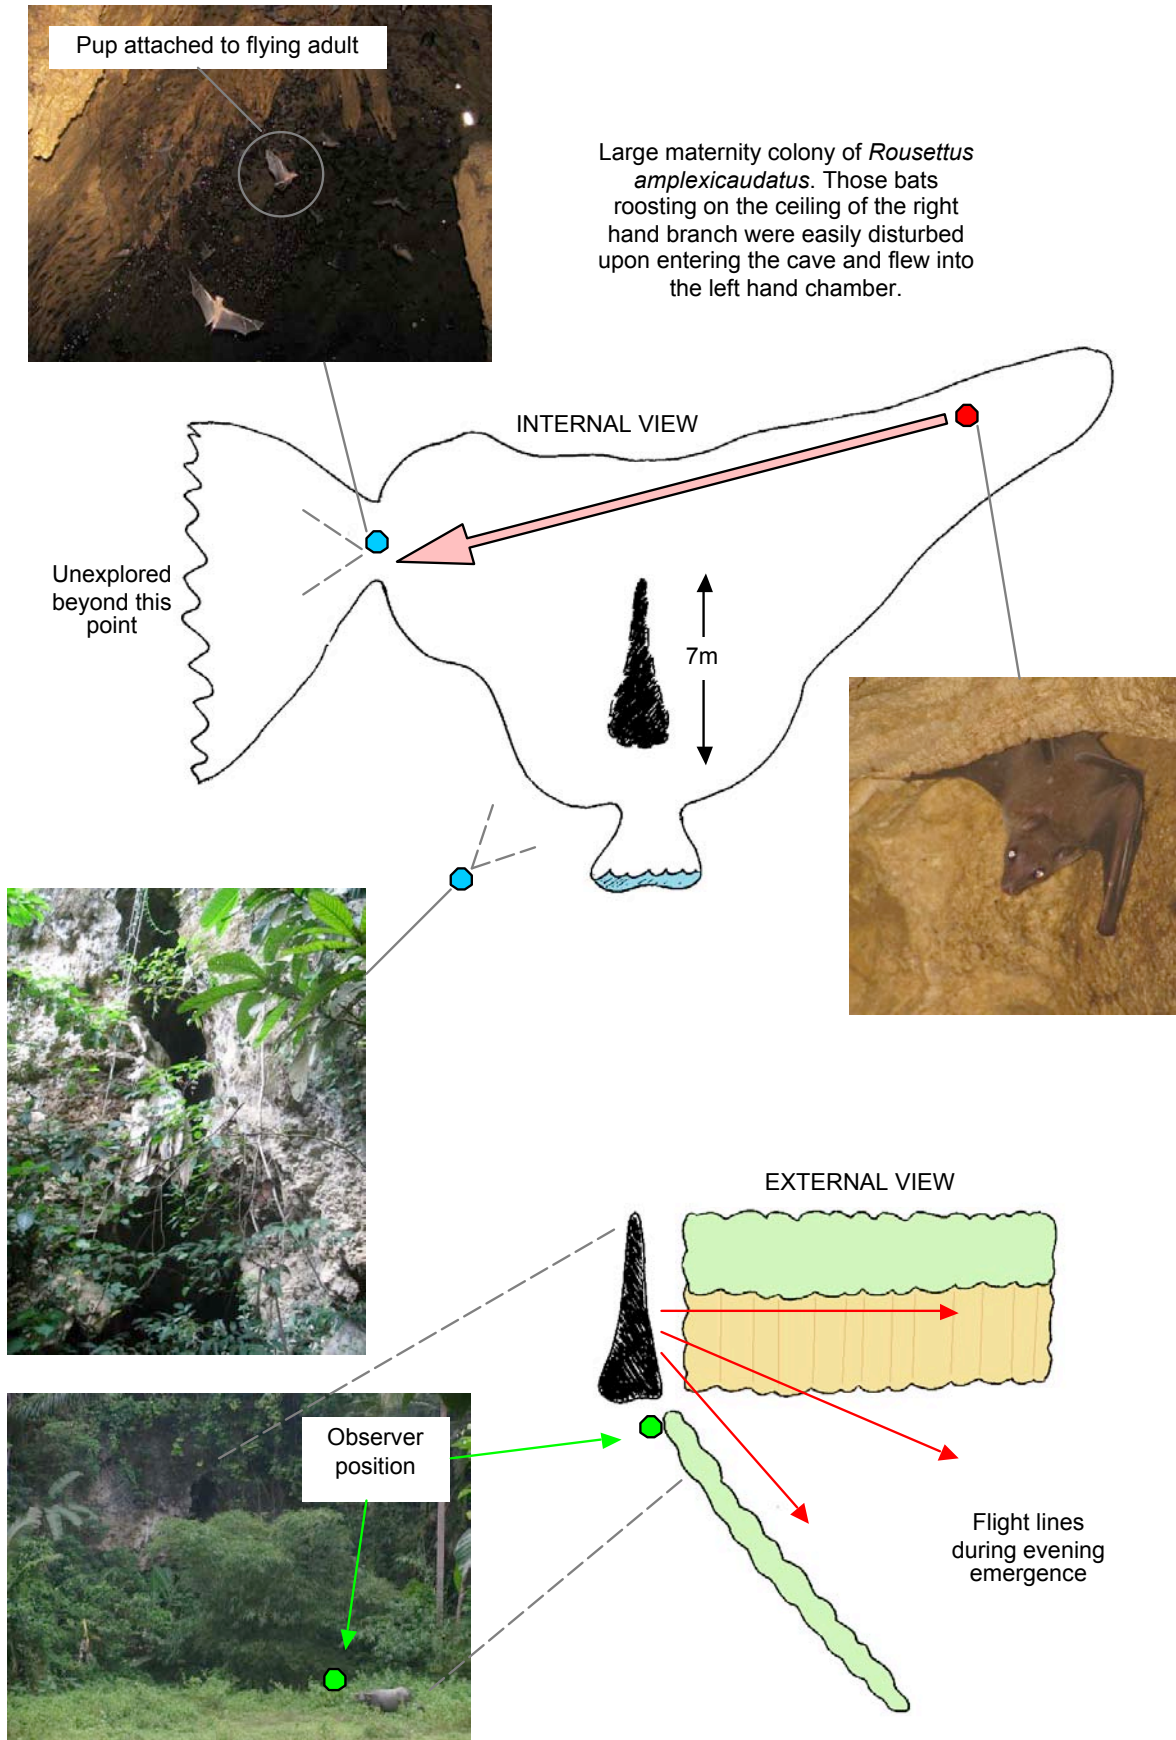 Pup attached to flying adult
Large maternity colony of Rousettus
amplexicaudatus. Those bats
roosting on the ceiling of the right
hand branch were easily disturbed
upon entering the cave and flew into
the left hand chamber.
INTERNAL VIEW
Unexplored
beyond this
point
7m
EXTERNAL VIEW
Observer
position
Flight lines
during evening
emergence